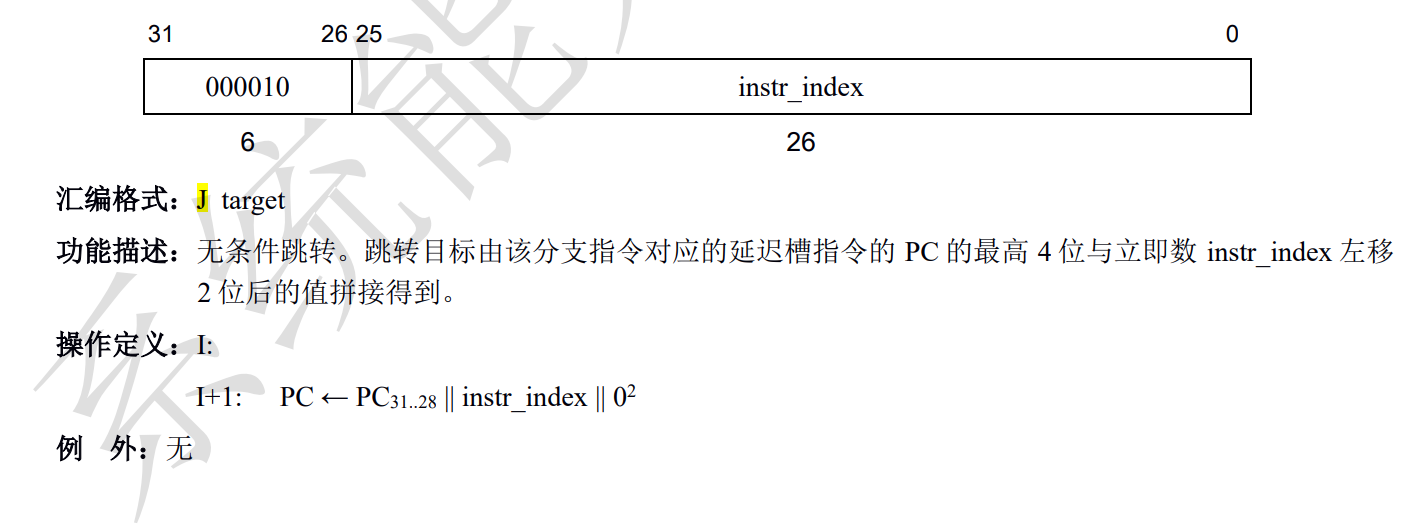 31 26 25 0
000010 instr_index
6 26
汇编格式：J target
功能描述：无条件跳转。跳转目标由该分支指令对应的延迟槽指令的 PC 的最高 4 位与立即数 instr_index 左移
2 位后的值拼接得到。
操作定义：I:
I+1: PC ← PC31..28 || instr_index || 0²
例 外：无
系统能